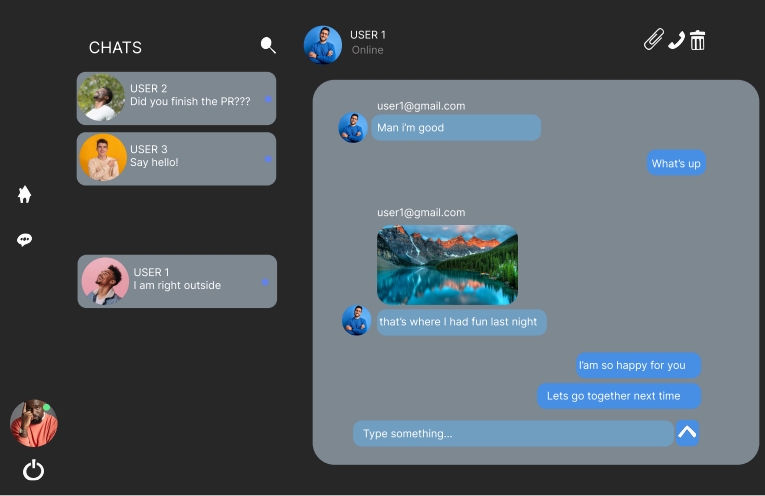 CHATS
USER 2
Did you finish the PR???
USER 3
Say hello!
USER 1
I am right outside
USER 1
Online
user1@gmail.com
Man i'm good
What's up
user1@gmail.com
that's where I had fun last night
I'am so happy for you
Lets go together next time
Type something...